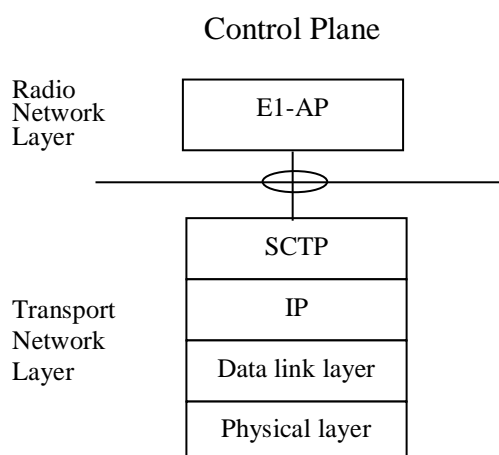 Control Plane
Radio
Network
Layer
E1-AP
SCTP
IP
Transport
Network
Layer
Data link layer
Physical layer